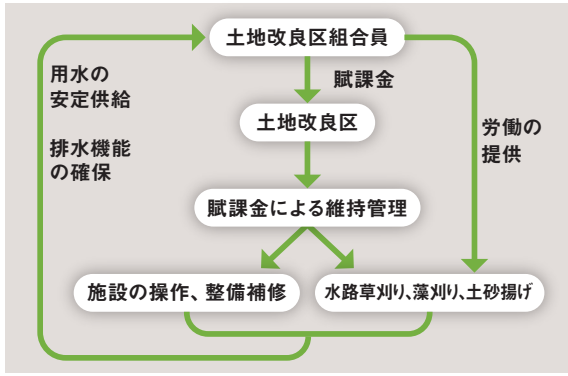 土地改良区組合員
用水の
安定供給
排水機能
の確保
賦課金
土地改良区
労働の
提供
賦課金による維持管理
施設の操作、整備補修
水路草刈り、藻刈り、土砂揚げ